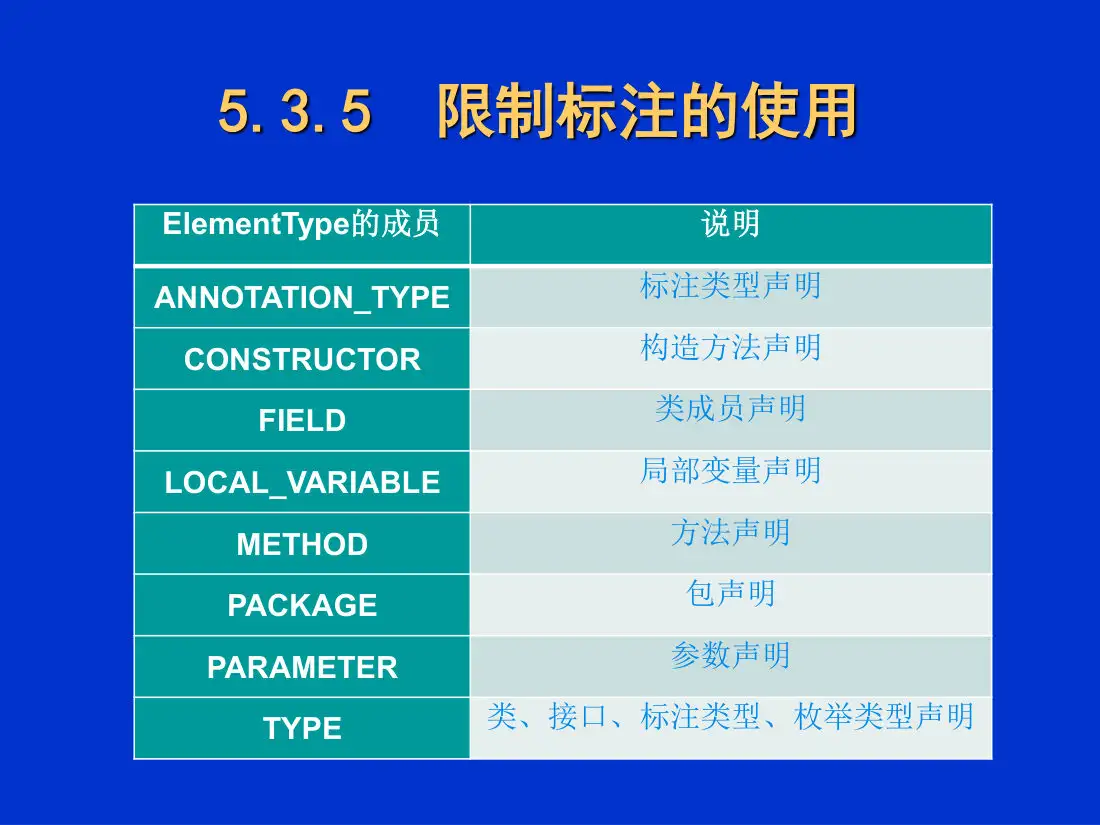 5.3.5 限制标注的使用
ElementType的成员 说明
ANNOTATION_TYPE 标注类型声明
CONSTRUCTOR 构造方法声明
FIELD 类成员声明
LOCAL_VARIABLE 局部变量声明
METHOD 方法声明
PACKAGE 包声明
PARAMETER 参数声明
TYPE 类、接口、标注类型、枚举类型声明